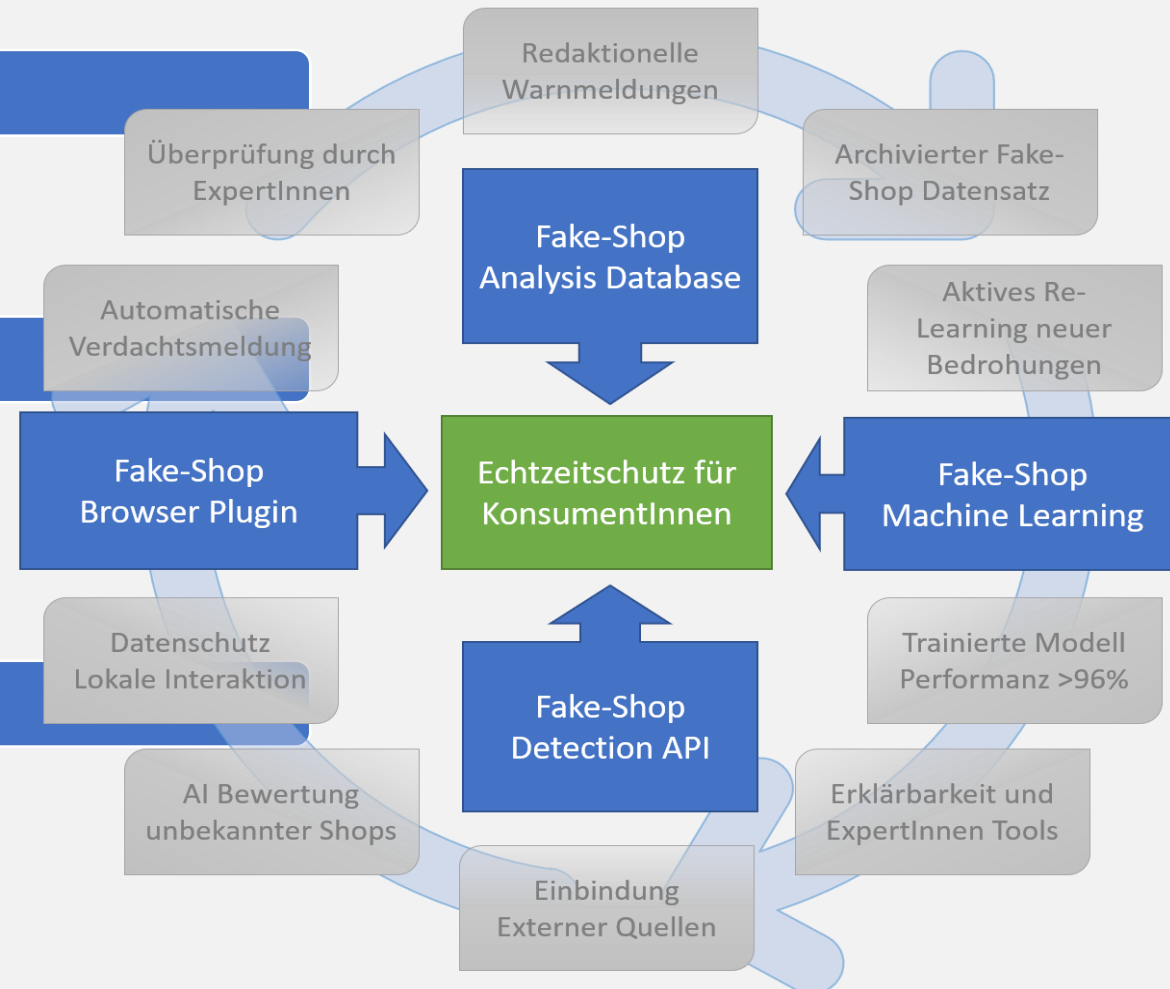 Redaktionelle
Warnmeldungen
Überprüfung durch
ExpertInnen
Archivierter Fake-
Shop Datensatz
Fake-Shop
Analysis Database
Automatische
Verdachtsmeldung
Aktives Re-
Learning neuer
Bedrohungen
Fake-Shop
Browser Plugin
Echtzeitschutz für
KonsumentInnen
Fake-Shop
Machine Learning
Datenschutz
Lokale Interaktion
Trainierte Modell
Performanz >96%
Fake-Shop
Detection API
AI Bewertung
unbekannter Shops
Erklärbarkeit und
ExpertInnen Tools
Einbindung
Externer Quellen